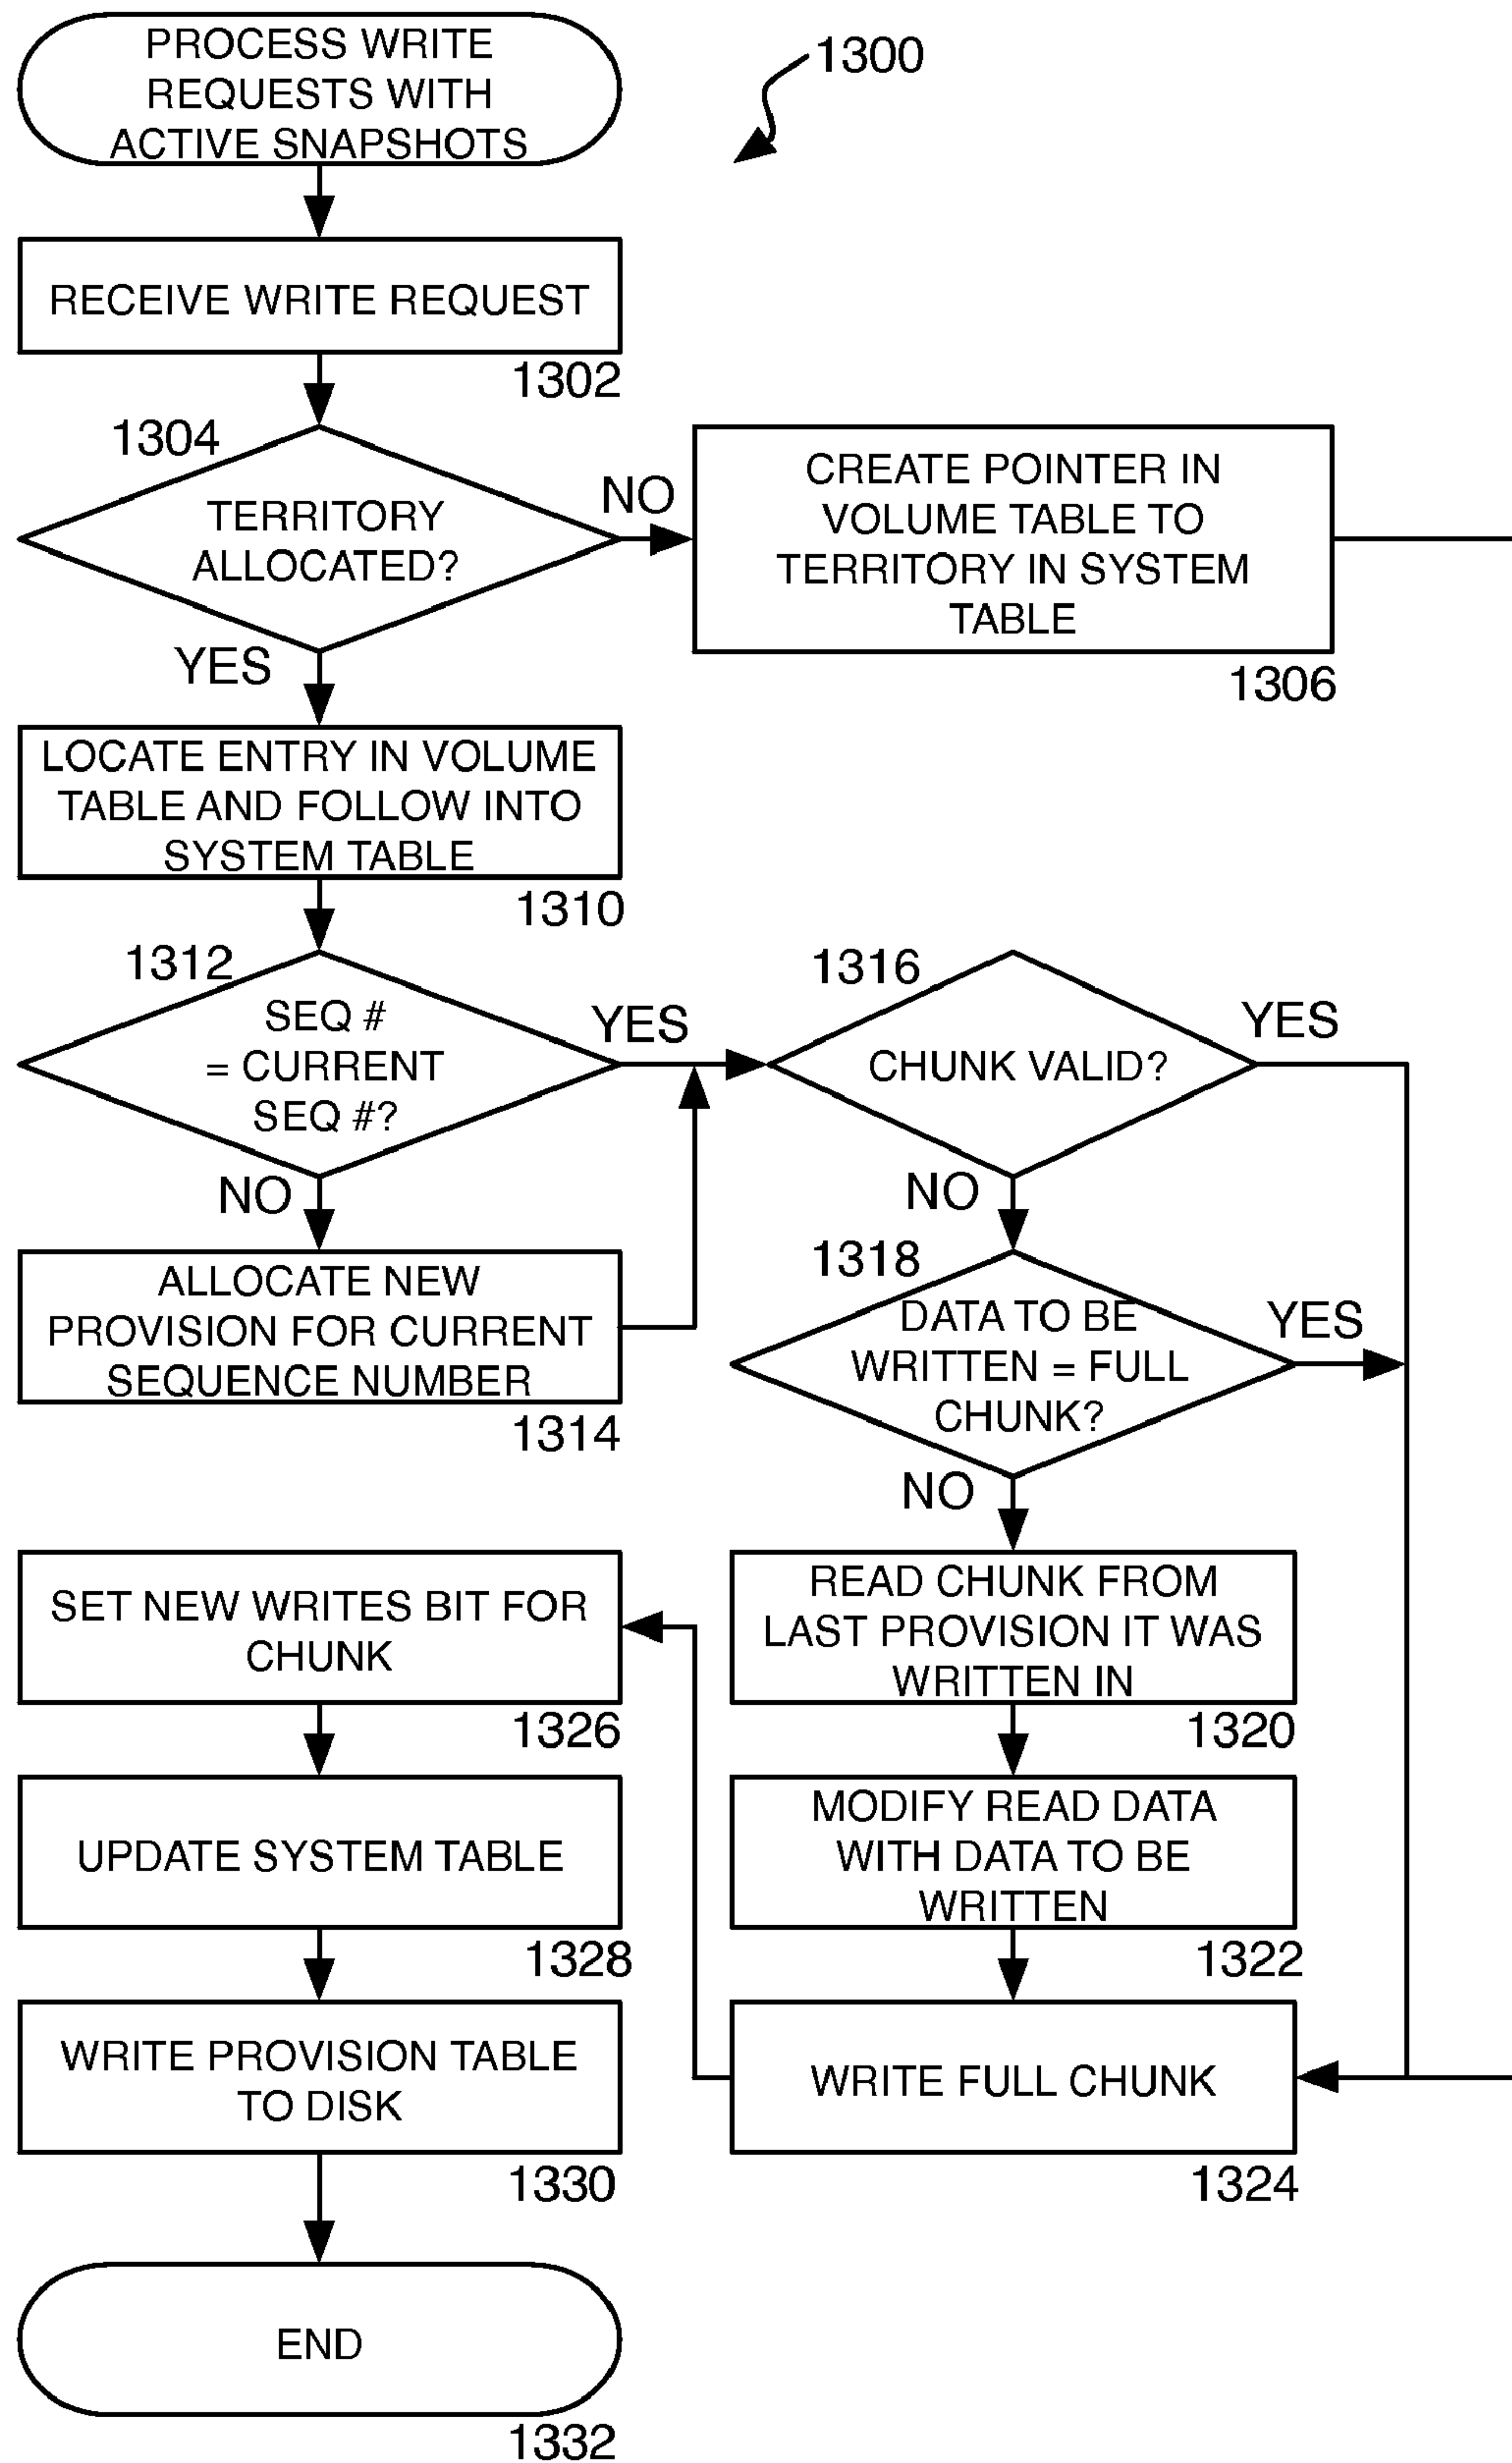 PROCESS WRITE
REQUESTS WITH
ACTIVE SNAPSHOTS
1300
RECEIVE WRITE REQUEST
1302
1304
TERRITORY
ALLOCATED?
NO
YES
CREATE POINTER IN
VOLUME TABLE TO
TERRITORY IN SYSTEM
TABLE
1306
LOCATE ENTRY IN VOLUME
TABLE AND FOLLOW INTO
SYSTEM TABLE
1310
1312
SEQ #
= CURRENT
SEQ #?
YES
NO
ALLOCATE NEW
PROVISION FOR CURRENT
SEQUENCE NUMBER
1314
1316
CHUNK VALID?
YES
NO
1318
DATA TO BE
WRITTEN = FULL
CHUNK?
YES
NO
READ CHUNK FROM
LAST PROVISION IT WAS
WRITTEN IN
1320
MODIFY READ DATA
WITH DATA TO BE
WRITTEN
1322
WRITE FULL CHUNK
1324
SET NEW WRITES BIT FOR
CHUNK
1326
UPDATE SYSTEM TABLE
1328
WRITE PROVISION TABLE
TO DISK
1330
END
1332